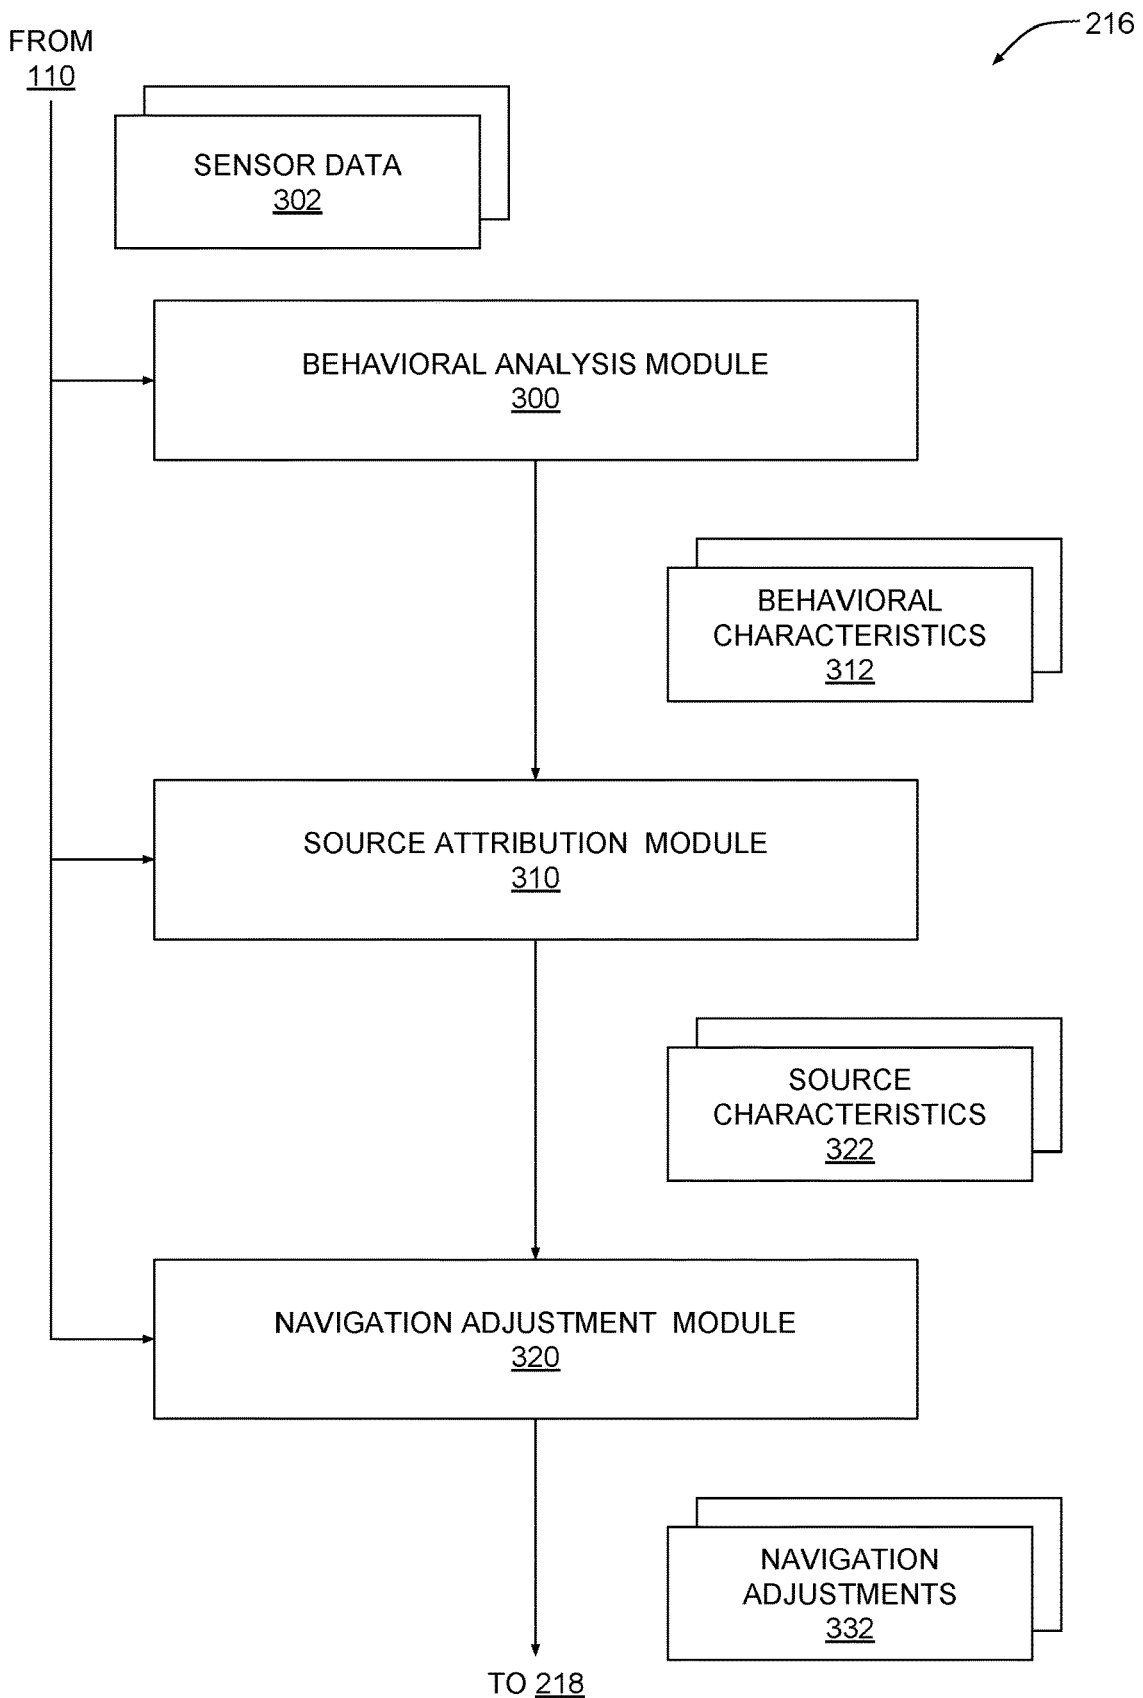 216
FROM
110
SENSOR DATA
302
BEHAVIORAL ANALYSIS MODULE
300
BEHAVIORAL
CHARACTERISTICS
312
SOURCE ATTRIBUTION MODULE
310
SOURCE
CHARACTERISTICS
322
NAVIGATION ADJUSTMENT MODULE
320
NAVIGATION
ADJUSTMENTS
332
TO 218